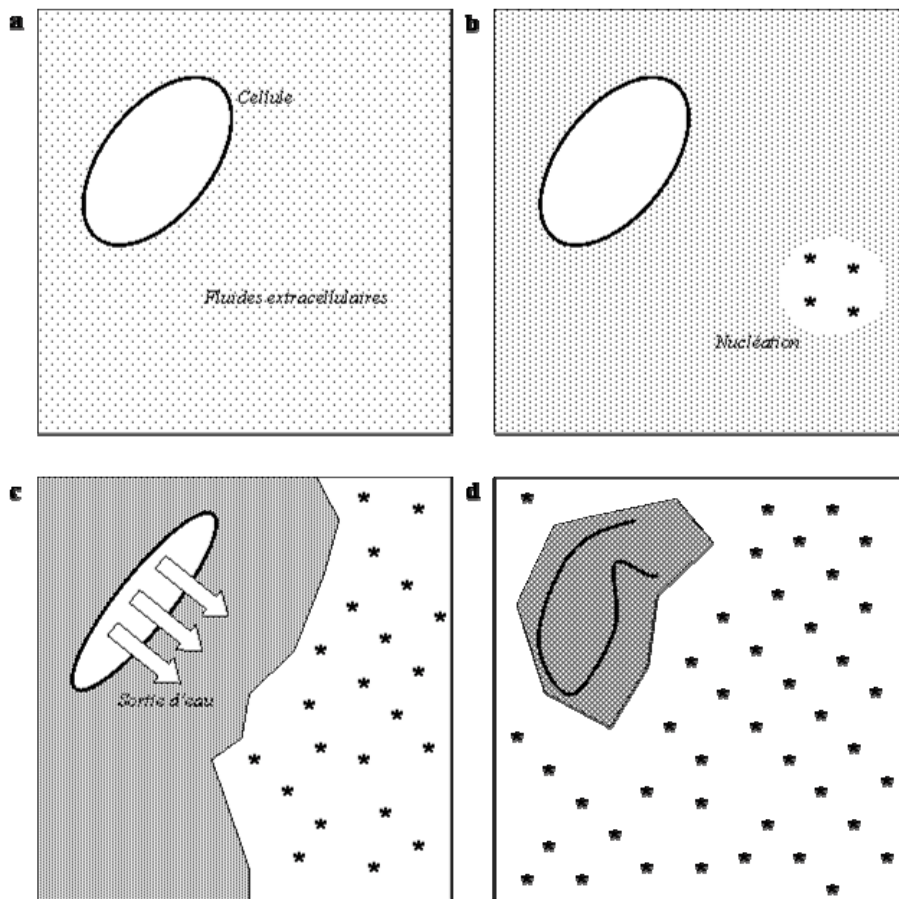 a
Cellule
Fluides extracellulaires
b
Nucléation
c
Sortie d'eau
d